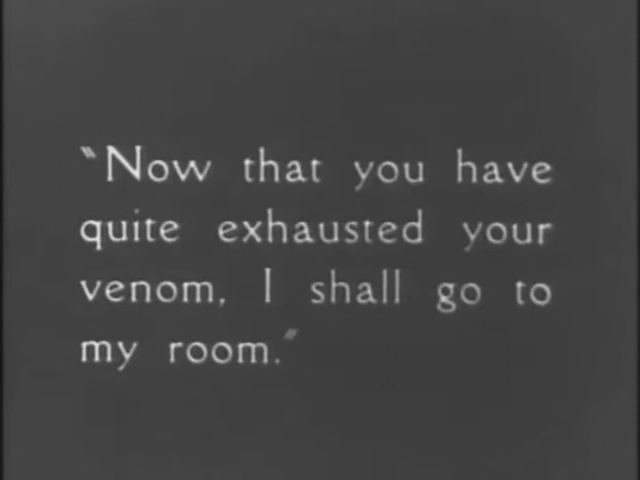 "Now that you have
quite exhausted your
venom, I shall go to
my room."